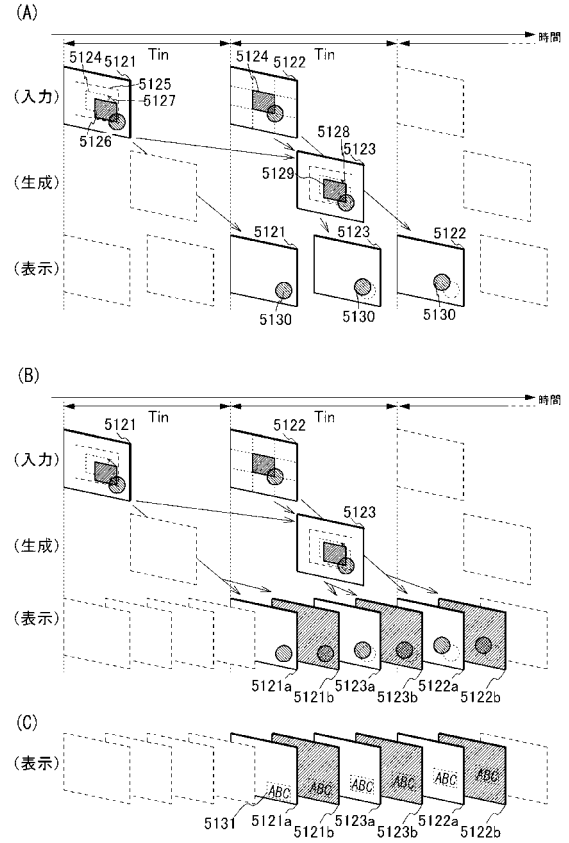 (A)
時間
Tin Tin
5124 5121 5124 5122
5125
(入力) 5127
5126 5128 5123
5129
(生成)
5121 5123 5122
(表示)
5130 5130 5130
(B)
時間
Tin Tin
5121 5122
(入力)
5123
(生成)
(表示)
5121a 5123a 5122a
5121b 5123b 5122b
(C)
(表示)
ABC ABC ABC ABC ABC ABC
5131 5121a 5123a 5122a
5121b 5123b 5122b